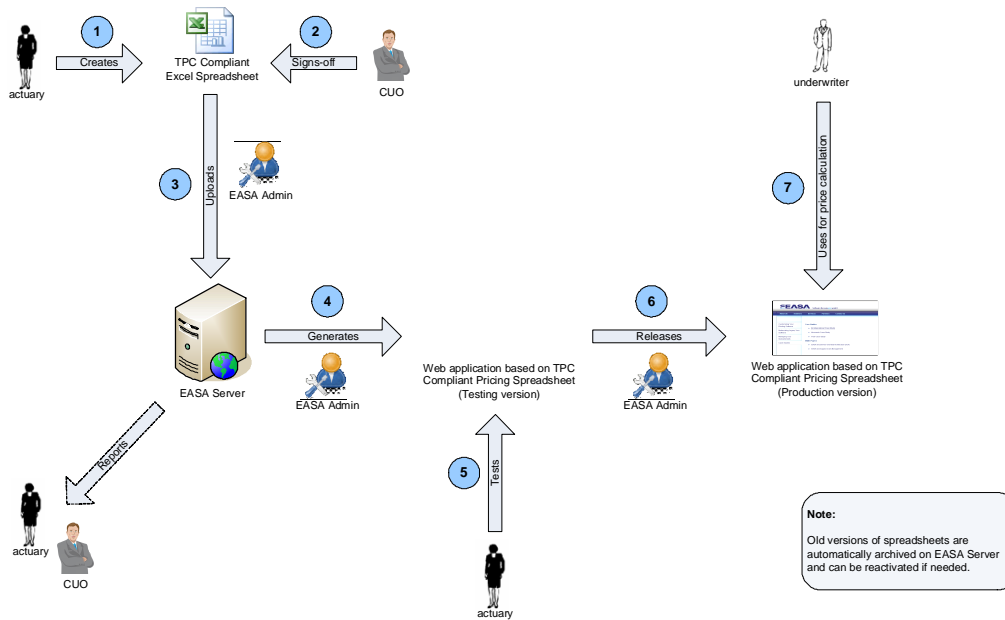 1
Creates
actuary
TPC Compliant
Excel Spreadsheet
2
Signs-off
CUO
underwriter
3
Uploads
EASA Admin
7
Uses for price calculation
EASA Server
4
Generates
EASA Admin
Web application based on TPC
Compliant Pricing Spreadsheet
(Testing version)
6
Releases
EASA Admin
EASA
Web application based on TPC
Compliant Pricing Spreadsheet
(Production version)
Reports
actuary
CUO
5
Tests
actuary
Note:
Old versions of spreadsheets are
automatically archived on EASA Server
and can be reactivated if needed.